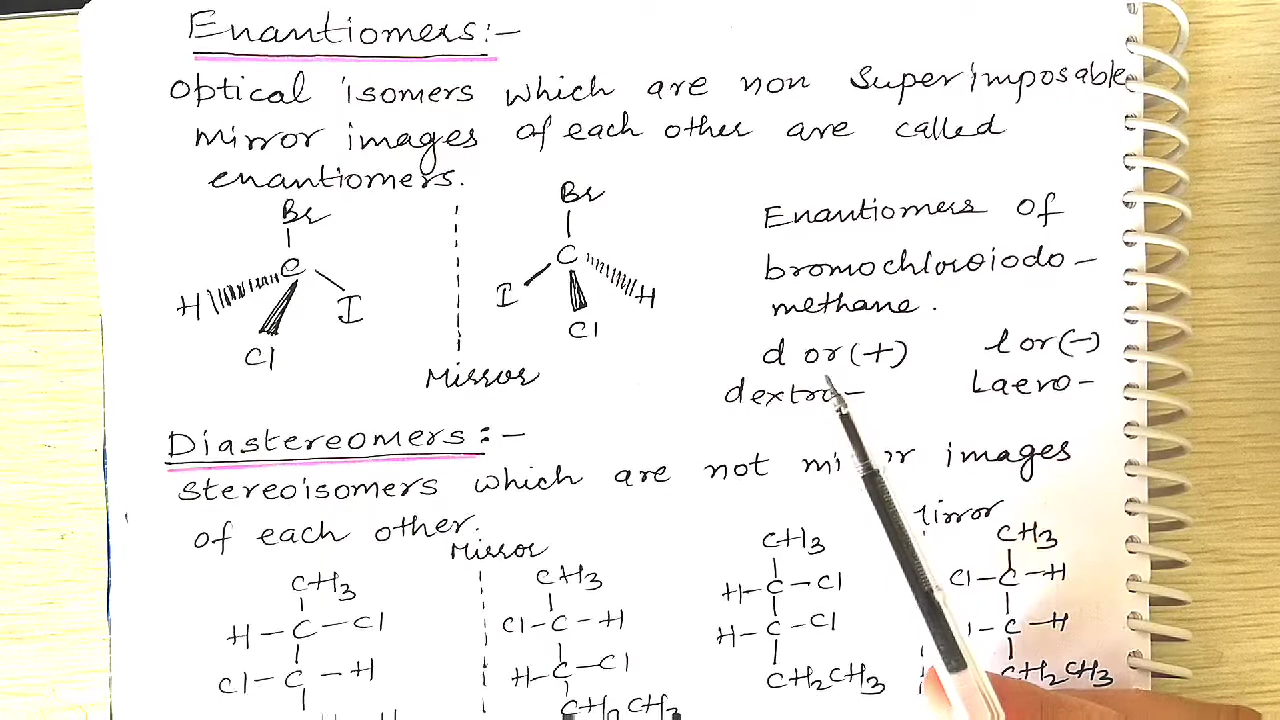 Enantiomers:-
Optical isomers which are non Superimposable
mirror images of each other are called
enantiomers.
Br
Br
C
H
I
Cl
C
I
H
Cl
Mirror
Enantiomers of
bromochloroiodo-
methane.
d or (+)
l or (-)
dextro-
Laevo-
Diastereomers:-
Stereoisomers which are not mirror images
of each other.
Mirror
CH3
H-C-Cl
Cl-C-H
CH3
Cl-C-H
H-C-Cl
CH2CH3
CH3
H-C-Cl
H-C-Cl
CH2CH3
CH3
Cl-C-H
C-H
CH2CH3